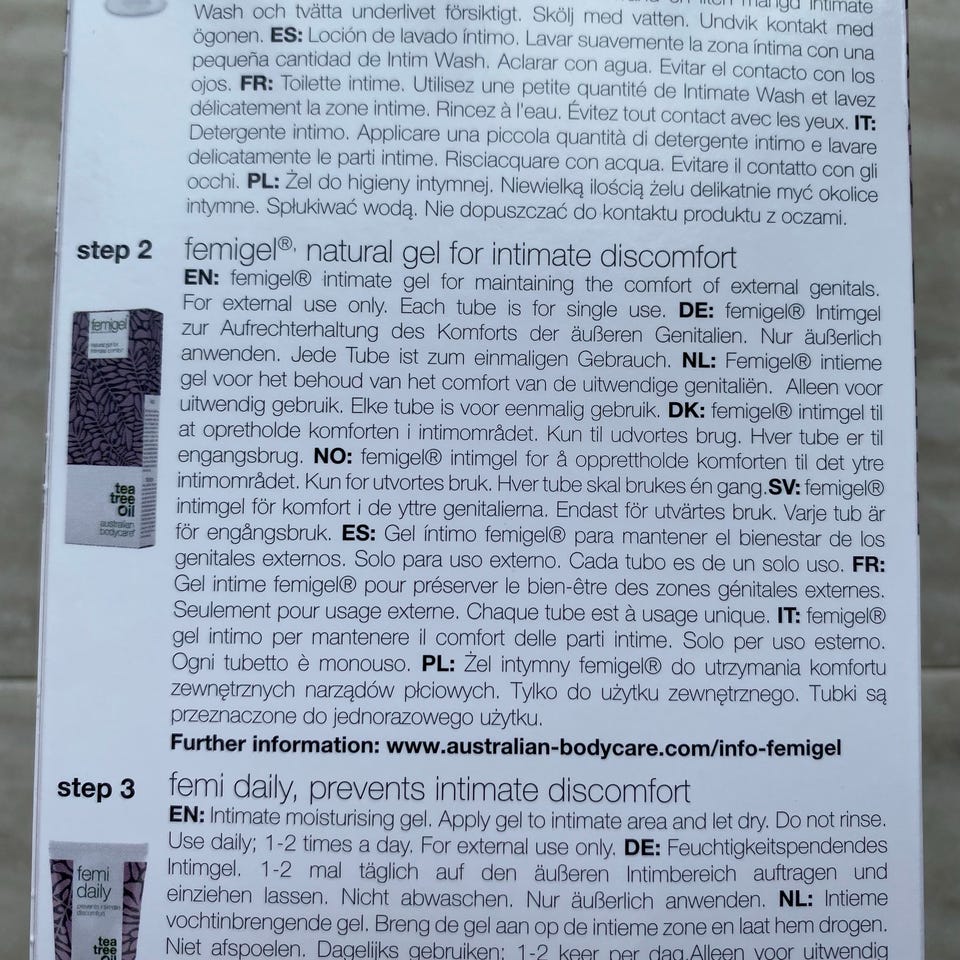 mängd Intimate
Wash och tvätta underlivet försiktigt. Skölj med vatten. Undvik kontakt med
ögonen. ES: Loción de lavado íntimo. Lavar suavemente la zona íntima con una
pequeña cantidad de Intim Wash. Aclarar con agua. Evitar el contacto con los
ojos. FR: Toilette intime. Utilisez une petite quantité de Intimate Wash et lavez
délicatement la zone intime. Rincez à l'eau. Évitez tout contact avec les yeux. IT:
Detergente intimo. Applicare una piccola quantità di detergente intimo e lavare
delicatamente le parti intime. Risciacquare con acqua. Evitare il contatto con gli
occhi. PL: Żel do higieny intymnej. Niewielką ilością żelu delikatnie myć okolice
intymne. Spłukiwać wodą. Nie dopuszczać do kontaktu produktu z oczami.
step 2 femigel®, natural gel for intimate discomfort
EN: femigel® intimate gel for maintaining the comfort of external genitals.
For external use only. Each tube is for single use. DE: femigel® Intimgel
zur Aufrechterhaltung des Komforts der äußeren Genitalien. Nur äußerlich
anwenden. Jede Tube ist zum einmaligen Gebrauch. NL: Femigel® intieme
gel voor het behoud van het comfort van de uitwendige genitaliën. Alleen voor
uitwendig gebruik. Elke tube is voor eenmalig gebruik. DK: femigel® intimgel til
at opretholde komforten i intimområdet. Kun til udvortes brug. Hver tube er til
engangsbrug. NO: femigel® intimgel for å opprettholde komforten til det ytre
intimområdet. Kun for utvortes bruk. Hver tube skal brukes én gang.SV: femigel®
intimgel för komfort i de yttre genitalierna. Endast för utvärtes bruk. Varje tub är
för engångsbruk. ES: Gel íntimo femigel® para mantener el bienestar de los
genitales externos. Solo para uso externo. Cada tubo es de un solo uso. FR:
Gel intime femigel® pour préserver le bien-être des zones génitales externes.
Seulement pour usage externe. Chaque tube est à usage unique. IT: femigel®
gel intimo per mantenere il comfort delle parti intime. Solo per uso esterno.
Ogni tubetto è monouso. PL: Żel intymny femigel® do utrzymania komfortu
zewnętrznych narządów płciowych. Tylko do użytku zewnętrznego. Tubki są
przeznaczone do jednorazowego użytku.
Further information: www.australian-bodycare.com/info-femigel
femigel
natural gel for
intimate comfort
tea
tree
oil
australian
bodycare®
step 3 femi daily, prevents intimate discomfort
EN: Intimate moisturising gel. Apply gel to intimate area and let dry. Do not rinse.
Use daily; 1-2 times a day. For external use only. DE: Feuchtigkeitspendendes
Intimgel. 1-2 mal täglich auf den äußeren Intimbereich auftragen und
einziehen lassen. Nicht abwaschen. Nur äußerlich anwenden. NL: Intieme
vochtinbrengende gel. Breng de gel aan op de intieme zone en laat hem drogen.
Niet afspoelen. Dagelijks gebruiken; 1-2 keer per dag.Alleen voor uitwendig
femi
daily
prevents intimate
discomfort
tea
tree
oil